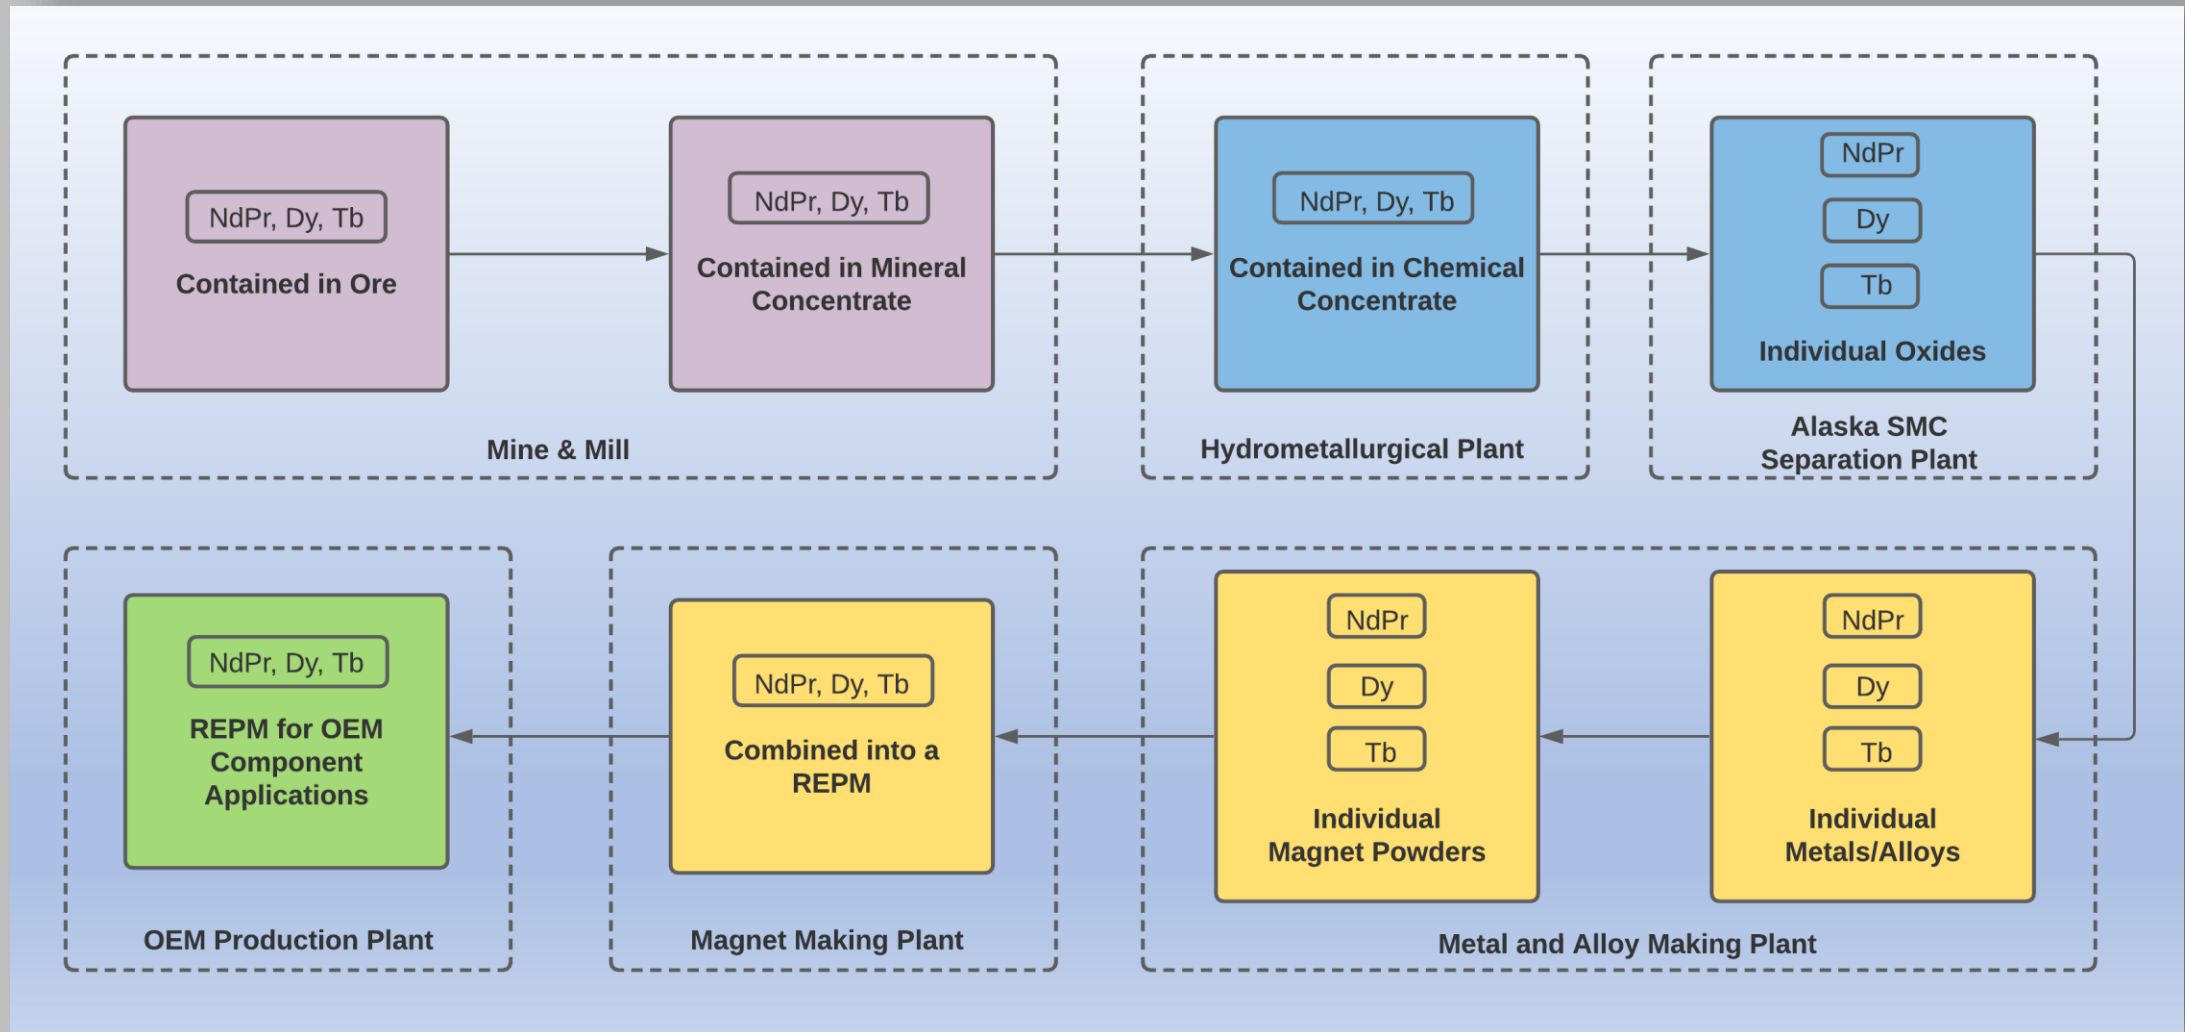 NdPr, Dy, Tb
Contained in Ore
NdPr, Dy, Tb
Contained in Mineral
Concentrate
Mine & Mill
NdPr, Dy, Tb
Contained in Chemical
Concentrate
Hydrometallurgical Plant
NdPr
Dy
Tb
Individual Oxides
Alaska SMC
Separation Plant
NdPr
Dy
Tb
Individual
Metals/Alloys
NdPr
Dy
Tb
Individual
Magnet Powders
Metal and Alloy Making Plant
NdPr, Dy, Tb
Combined into a
REPM
Magnet Making Plant
NdPr, Dy, Tb
REPM for OEM
Component
Applications
OEM Production Plant